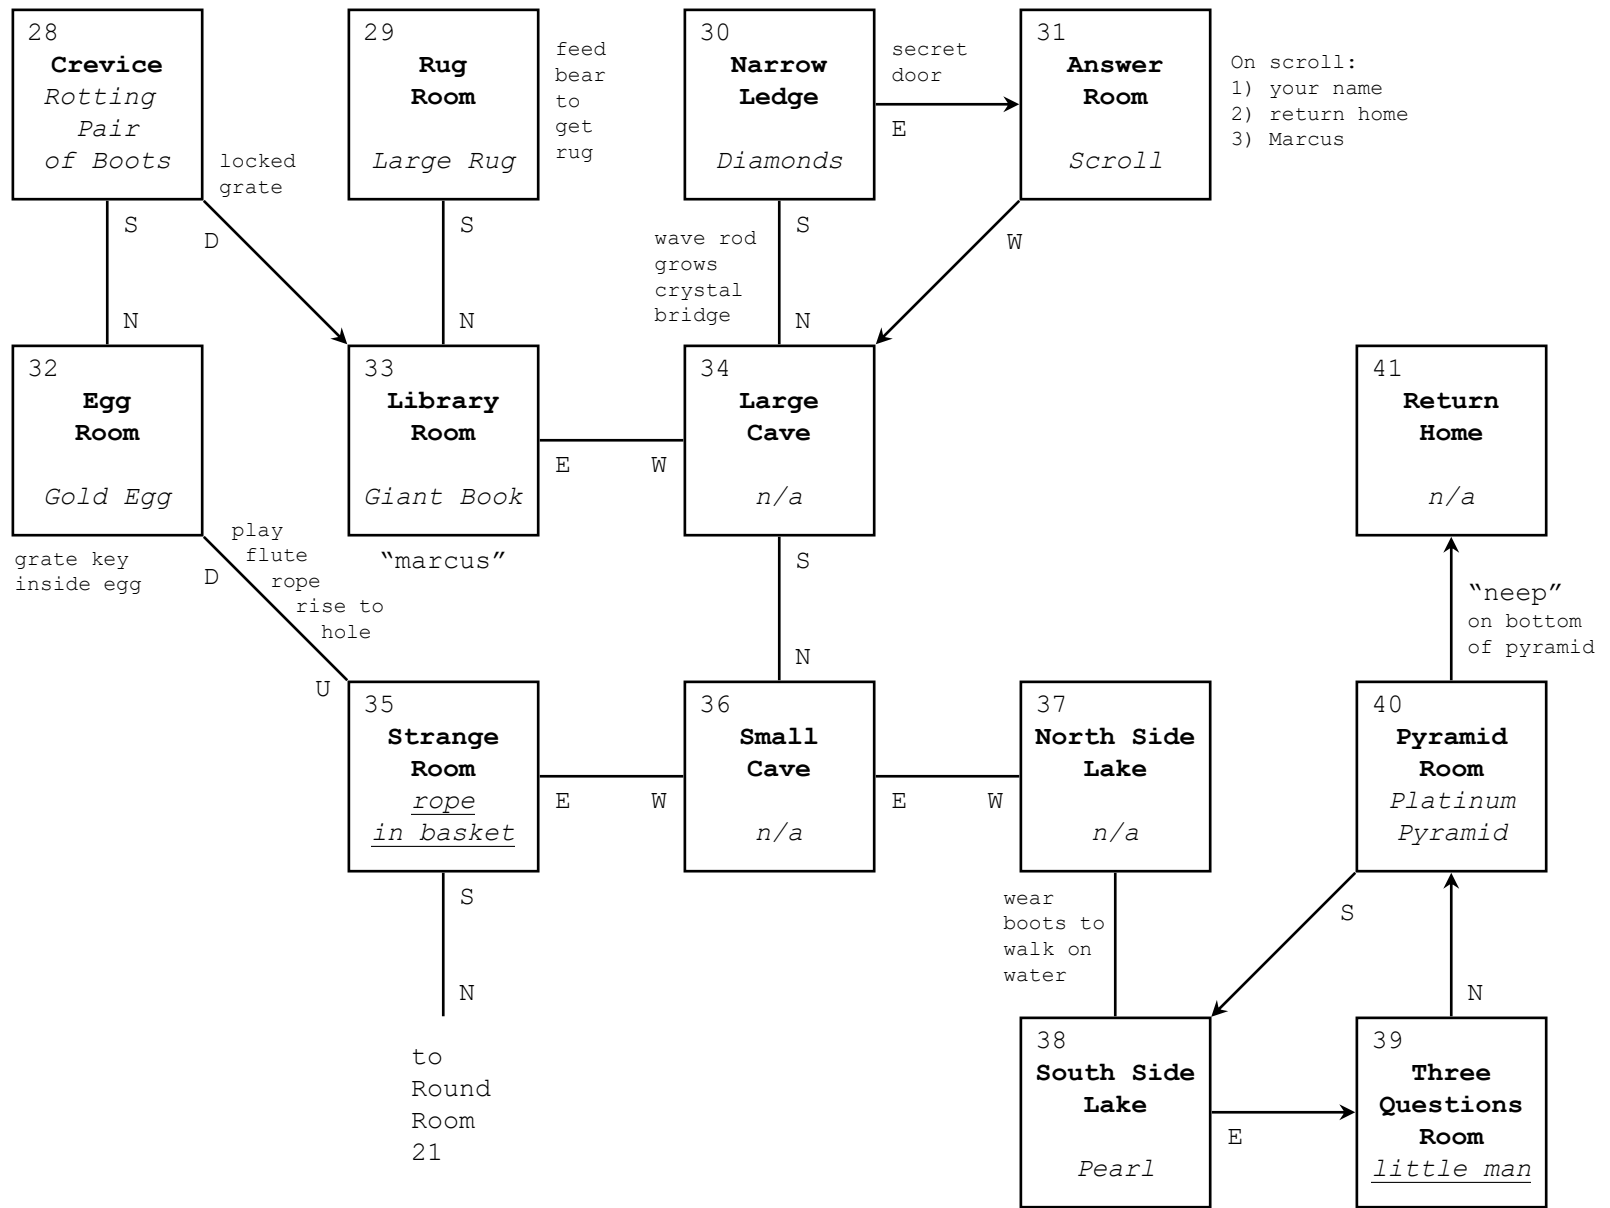 28
Crevice
Rotting
Pair
of Boots
29
Rug
Room
Large Rug
feed
bear
to
get
rug
30
Narrow
Ledge
Diamonds
secret
door
E
31
Answer
Room
Scroll
On scroll:
1) your name
2) return home
3) Marcus
locked
grate
S
D
N
S
N
wave rod
grows
crystal
bridge
S
N
W
32
Egg
Room
Gold Egg
33
Library
Room
Giant Book
E
W
34
Large
Cave
n/a
41
Return
Home
n/a
grate key
inside egg
D
play
flute
rope
rise to
hole
U
“marcus”
S
N
“neep”
on bottom
of pyramid
35
Strange
Room
rope
in basket
E
W
36
Small
Cave
n/a
E
W
37
North Side
Lake
n/a
40
Pyramid
Room
Platinum
Pyramid
S
N
wear
boots to
walk on
water
S
N
to
Round
Room
21
38
South Side
Lake
Pearl
E
39
Three
Questions
Room
little man